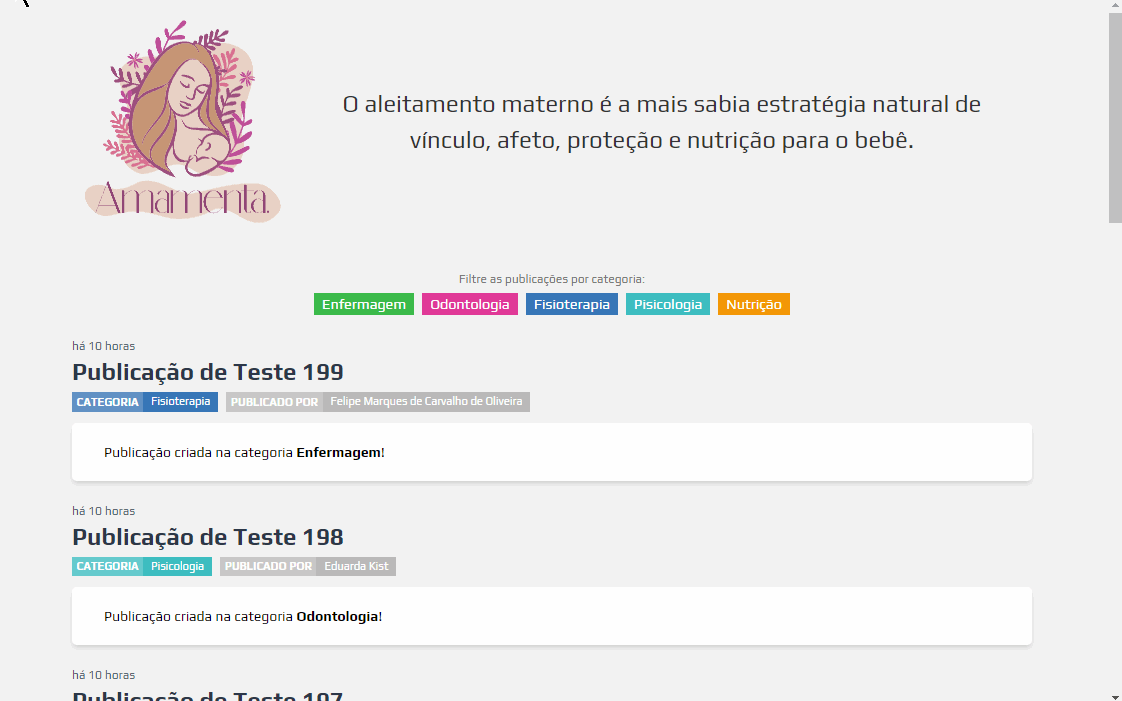 Amamenta.
O aleitamento materno é a mais sabia estratégia natural de
vínculo, afeto, proteção e nutrição para o bebê.
Filtre as publicações por categoria:
Enfermagem Odontologia Fisioterapia Pisicologia Nutrição
há 10 horas
Publicação de Teste 199
CATEGORIA Fisioterapia PUBLICADO POR Felipe Marques de Carvalho de Oliveira
Publicação criada na categoria Enfermagem!
há 10 horas
Publicação de Teste 198
CATEGORIA Pisicologia PUBLICADO POR Eduarda Kist
Publicação criada na categoria Odontologia!
há 10 horas
Publicação de Teste 197